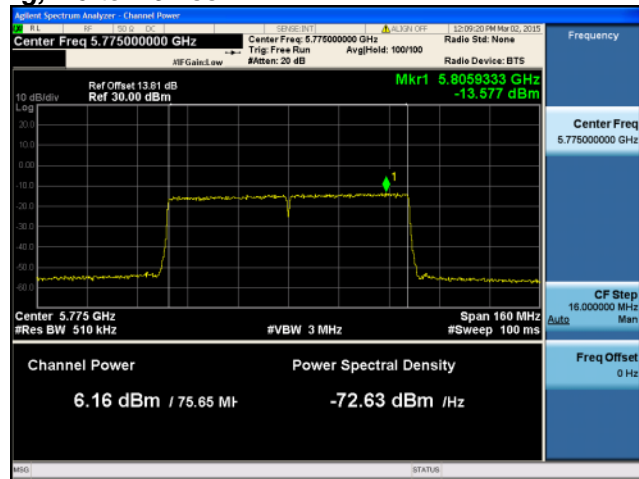 Agilent Spectrum Analyzer - Channel Power
RL RF 50 Ω DC SENSE:INT ALIGN OFF 12:09:20 PM Mar 02, 2015
Center Freq 5.775000000 GHz
Center Freq: 5.775000000 GHz
Radio Std: None
Trig: Free Run Avg|Hold: 100/100
#IFGain:Low #Atten: 20 dB Radio Device: BTS
Ref Offset 13.81 dB
10 dB/div Ref 30.00 dBm
Mkr1 5.8059333 GHz
-13.577 dBm
Log
20.0
10.0
0.00
-10.0
-20.0
-30.0
-40.0
-50.0
-60.0
1
Center 5.775 GHz Span 160 MHz
#Res BW 510 kHz #VBW 3 MHz #Sweep 100 ms
Channel Power Power Spectral Density
6.16 dBm / 75.65 MH -72.63 dBm /Hz
MSG STATUS
Frequency
Center Freq
5.775000000 GHz
CF Step
16.000000 MHz
Auto Man
Freq Offset
0 Hz